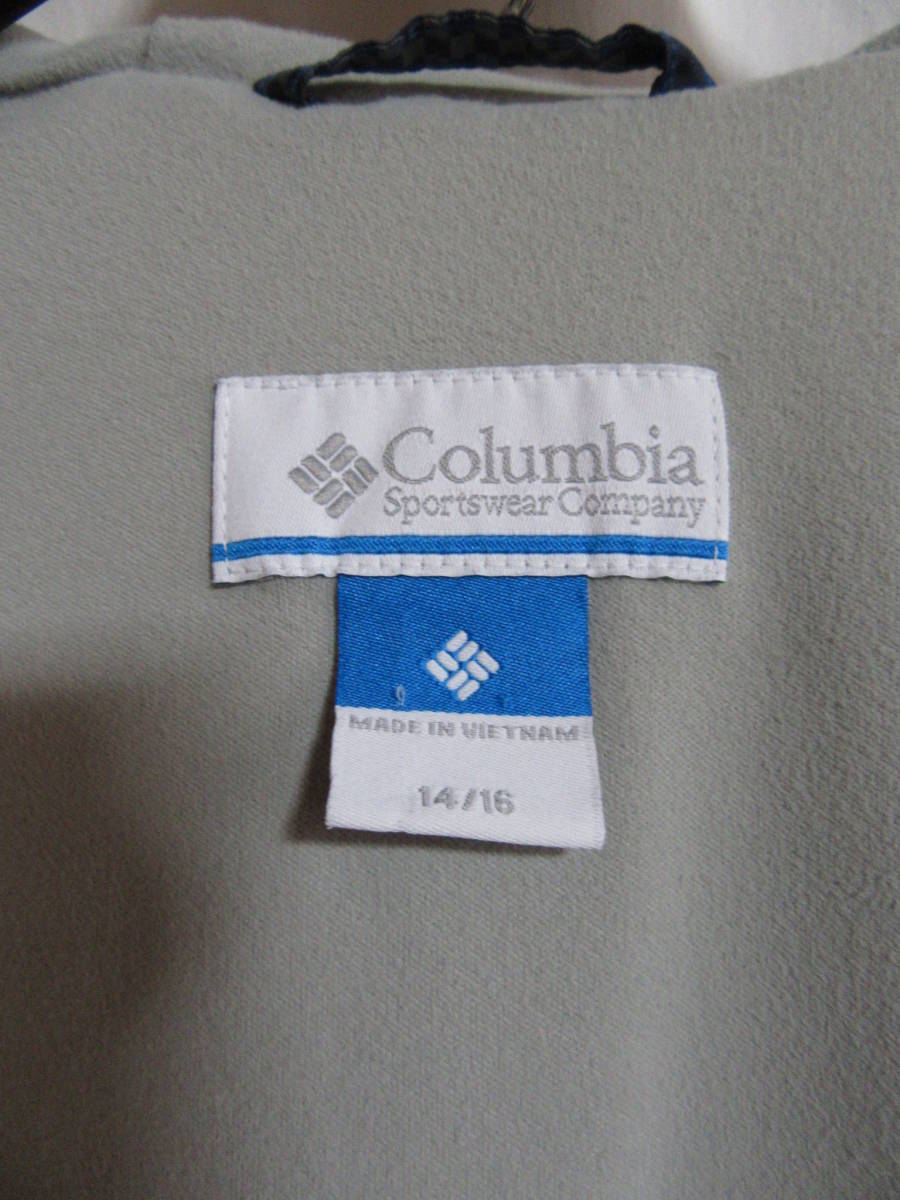 Columbia
Sportswear Company
MADE IN VIETNAM
14/16